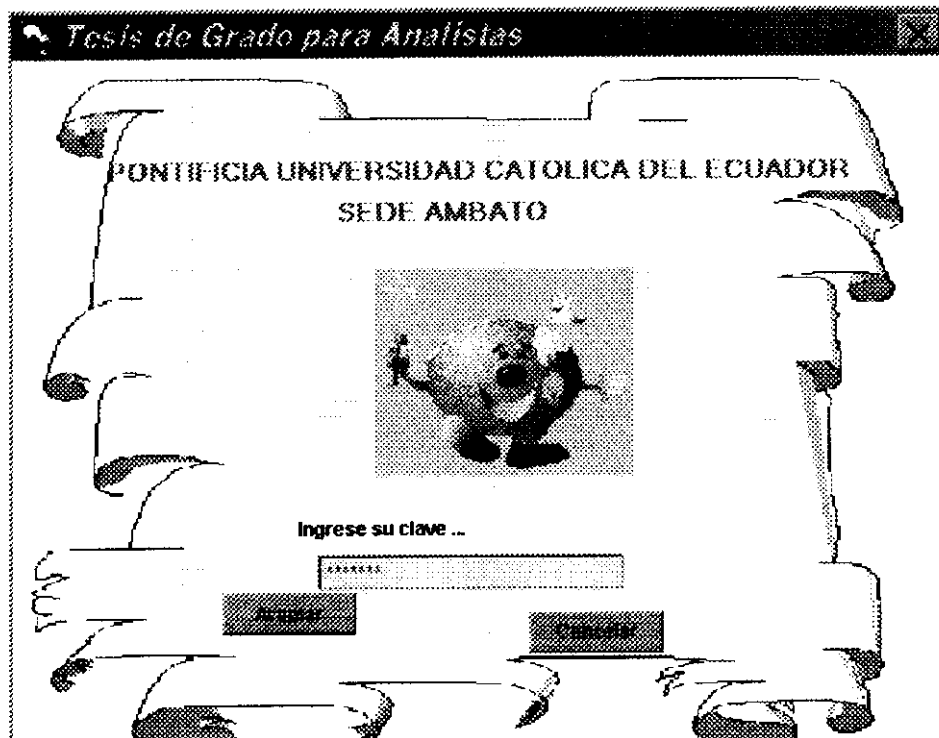 Tesis de Grado para Analistas
PONTIFICIA UNIVERSIDAD CATOLICA DEL ECUADOR
SEDE AMBATO
Ingrese su clave ...
*******
Aceptar
Cancelar